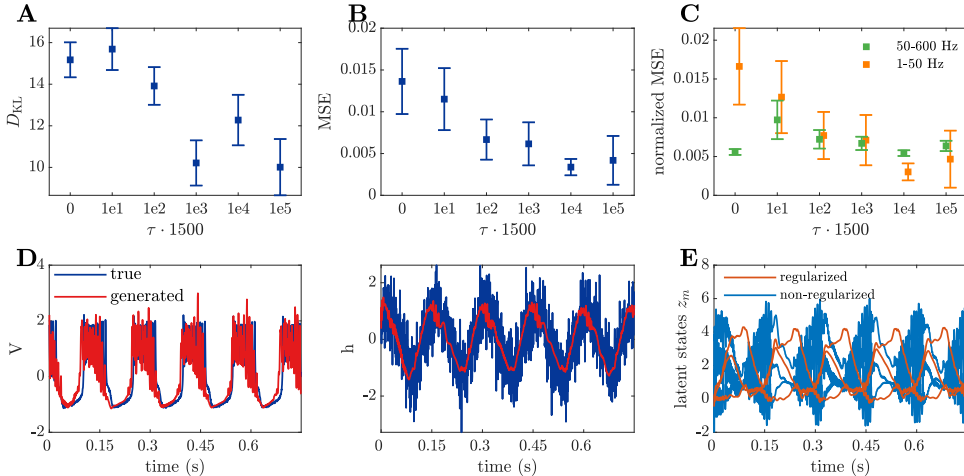 A
D_KL
16
14
12
10
0 1e1 1e2 1e3 1e4 1e5
τ · 1500
B
MSE
0.02
0.015
0.01
0.005
0
0 1e1 1e2 1e3 1e4 1e5
τ · 1500
C
normalized MSE
0.02
0.015
0.01
0.005
0
50-600 Hz
1-50 Hz
0 1e1 1e2 1e3 1e4 1e5
τ · 1500
D
V
4
2
0
-2
true
generated
0 0.15 0.3 0.45 0.6
time (s)
h
2
0
-2
0 0.15 0.3 0.45 0.6
time (s)
E
latent states z_m
8
6
4
2
0
-2
regularized
non-regularized
0 0.15 0.3 0.45 0.6
time (s)